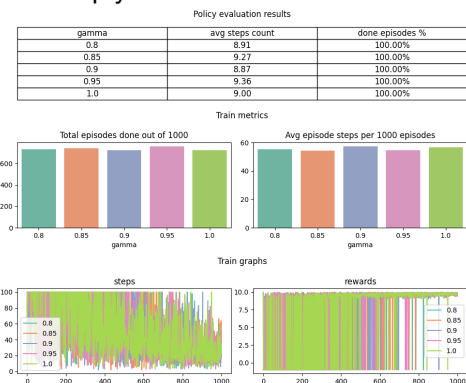 Policy evaluation results
gamma avg steps count done episodes %
0.8 8.91 100.00%
0.85 9.27 100.00%
0.9 8.87 100.00%
0.95 9.36 100.00%
1.0 9.00 100.00%
Train metrics
Total episodes done out of 1000 Avg episode steps per 1000 episodes
600 60
400 40
200 20
0 0
0.8 0.85 0.9 0.95 1.0 0.8 0.85 0.9 0.95 1.0
gamma gamma
Train graphs
steps rewards
100 10.0
80 7.5
60 5.0
40 2.5
20 0.0
0
0.8 0.8
0.85 0.85
0.9 0.9
0.95 0.95
1.0 1.0
0 200 400 600 800 1000 0 200 400 600 800